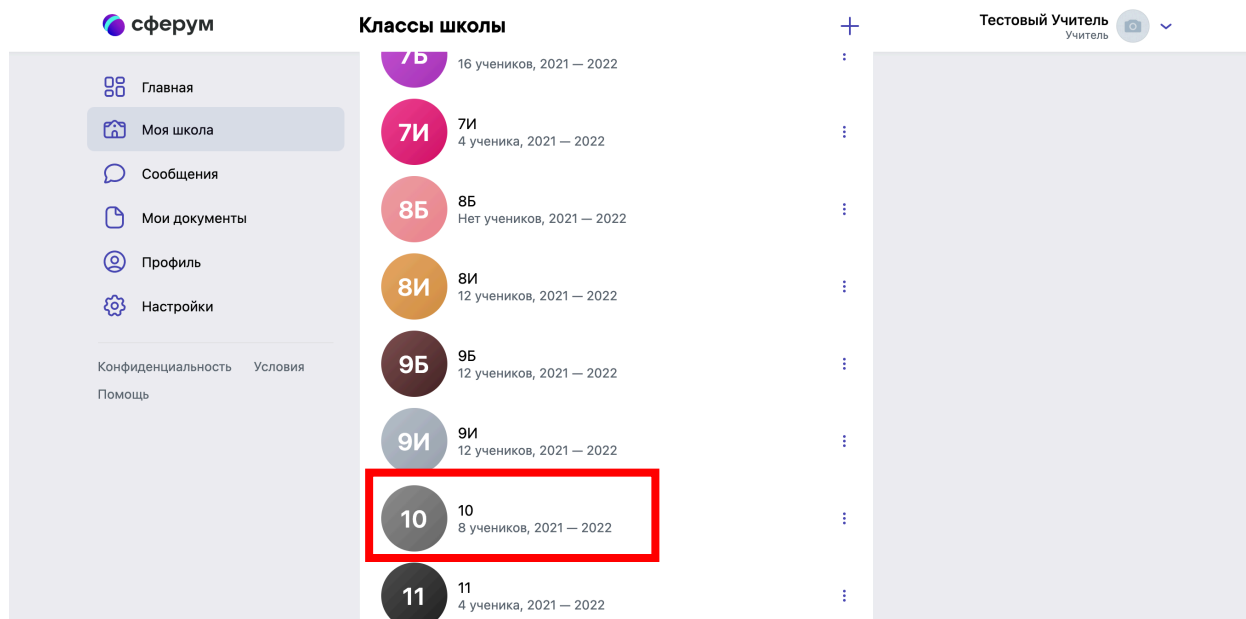 сферум
Классы школы
Тестовый Учитель
Учитель
Главная
Моя школа
Сообщения
Мои документы
Профиль
Настройки
Конфиденциальность Условия
Помощь
7Б
16 учеников, 2021 — 2022
7И
7И
4 ученика, 2021 — 2022
8Б
8Б
Нет учеников, 2021 — 2022
8И
8И
12 учеников, 2021 — 2022
9Б
9Б
12 учеников, 2021 — 2022
9И
9И
12 учеников, 2021 — 2022
10
10
8 учеников, 2021 — 2022
11
11
4 ученика, 2021 — 2022